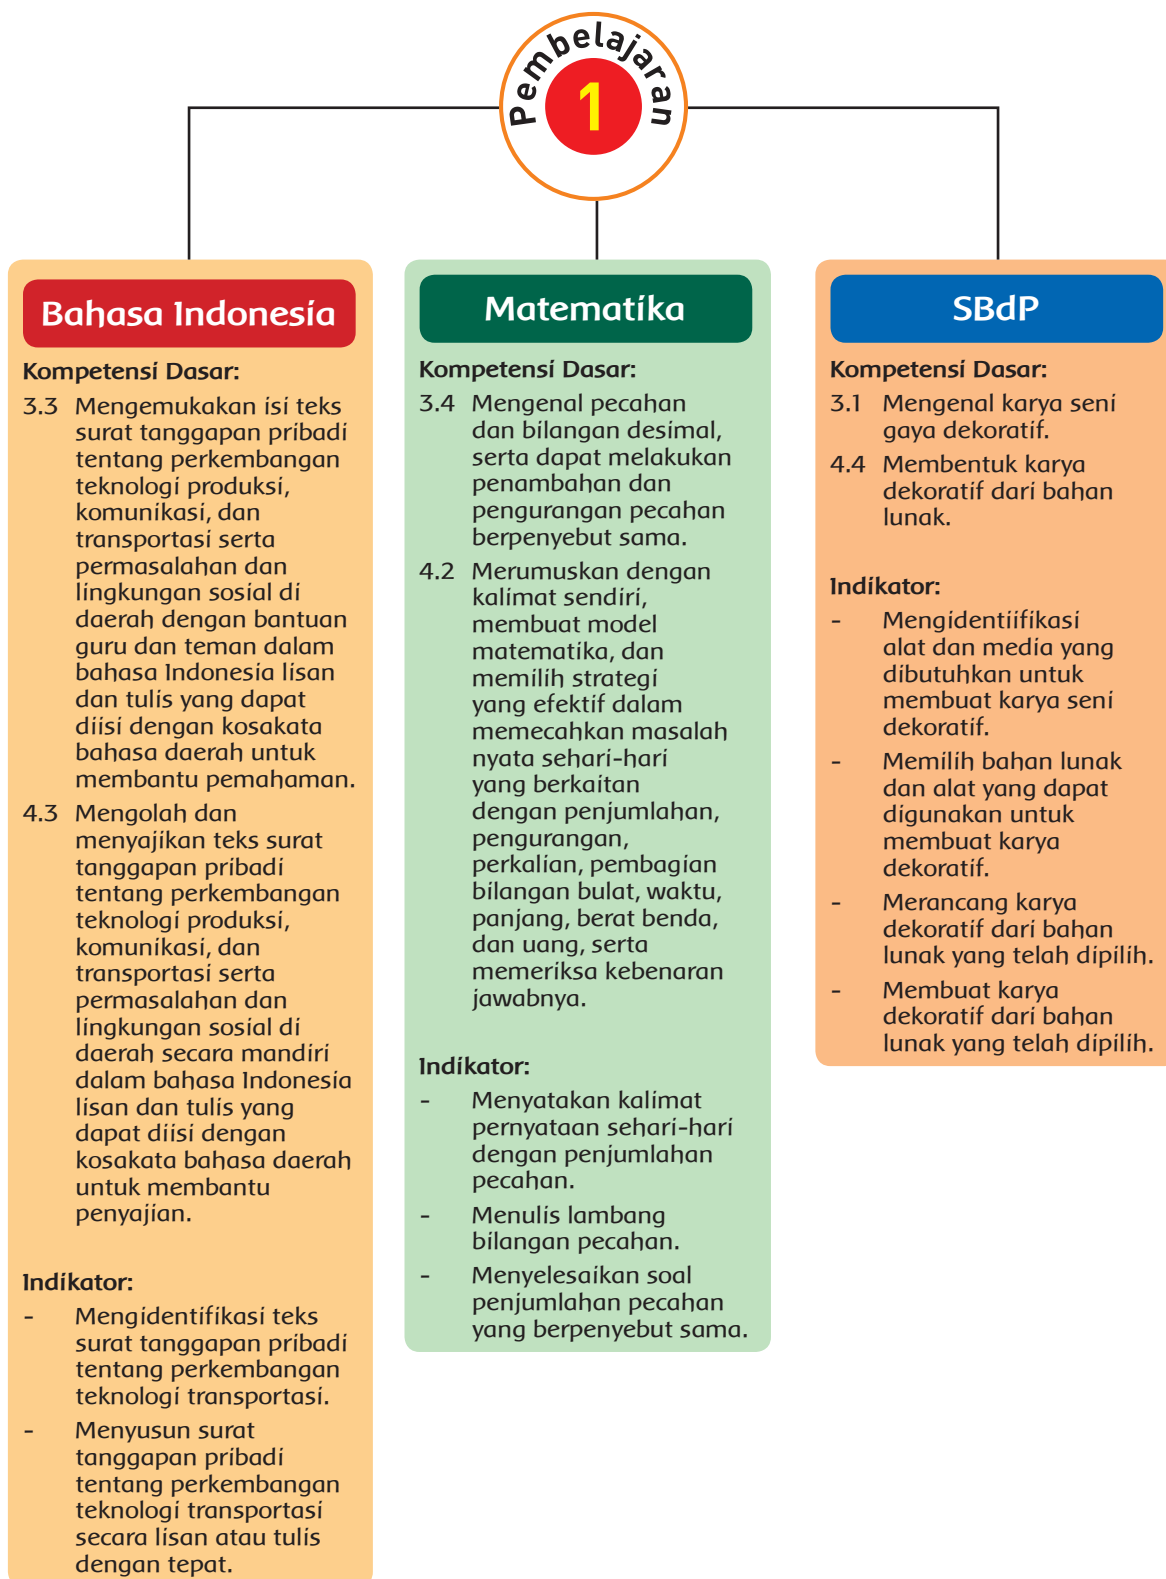 Pembelajaran
1
Bahasa Indonesia
Kompetensi Dasar:
3.3 Mengemukakan isi teks
surat tanggapan pribadi
tentang perkembangan
teknologi produksi,
komunikasi, dan
transportasi serta
permasalahan dan
lingkungan sosial di
daerah dengan bantuan
guru dan teman dalam
bahasa Indonesia lisan
dan tulis yang dapat
diisi dengan kosakata
bahasa daerah untuk
membantu pemahaman.
4.3 Mengolah dan
menyajikan teks surat
tanggapan pribadi
tentang perkembangan
teknologi produksi,
komunikasi, dan
transportasi serta
permasalahan dan
lingkungan sosial di
daerah secara mandiri
dalam bahasa Indonesia
lisan dan tulis yang
dapat diisi dengan
kosakata bahasa daerah
untuk membantu
penyajian.
Indikator:
- Mengidentifikasi teks
surat tanggapan pribadi
tentang perkembangan
teknologi transportasi.
- Menyusun surat
tanggapan pribadi
tentang perkembangan
teknologi transportasi
secara lisan atau tulis
dengan tepat.
Matematika
Kompetensi Dasar:
3.4 Mengenal pecahan
dan bilangan desimal,
serta dapat melakukan
penambahan dan
pengurangan pecahan
berpenyebut sama.
4.2 Merumuskan dengan
kalimat sendiri,
membuat model
matematika, dan
memilih strategi
yang efektif dalam
memecahkan masalah
nyata sehari-hari
yang berkaitan
dengan penjumlahan,
pengurangan,
perkalian, pembagian
bilangan bulat, waktu,
panjang, berat benda,
dan uang, serta
memeriksa kebenaran
jawabnya.
Indikator:
- Menyatakan kalimat
pernyataan sehari-hari
dengan penjumlahan
pecahan.
- Menulis lambang
bilangan pecahan.
- Menyelesaikan soal
penjumlahan pecahan
yang berpenyebut sama.
SBdP
Kompetensi Dasar:
3.1 Mengenal karya seni
gaya dekoratif.
4.4 Membentuk karya
dekoratif dari bahan
lunak.
Indikator:
- Mengidentiifikasi
alat dan media yang
dibutuhkan untuk
membuat karya seni
dekoratif.
- Memilih bahan lunak
dan alat yang dapat
digunakan untuk
membuat karya
dekoratif.
- Merancang karya
dekoratif dari bahan
lunak yang telah dipilih.
- Membuat karya
dekoratif dari bahan
lunak yang telah dipilih.